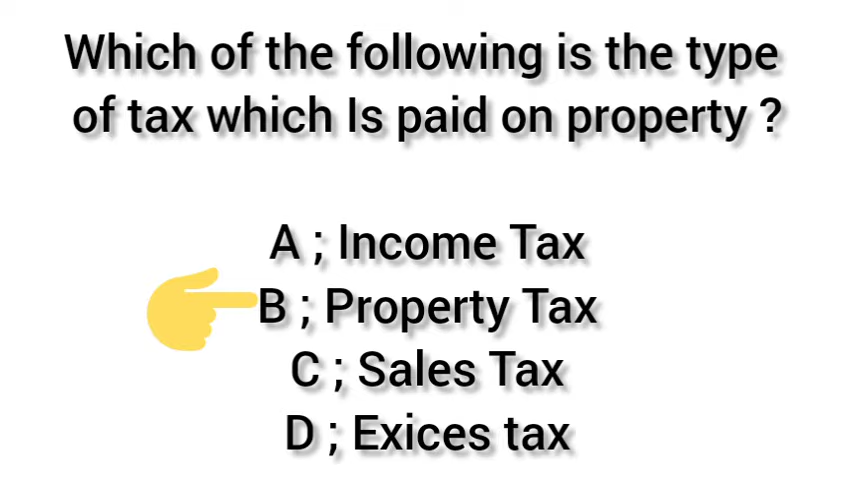 Which of the following is the type
of tax which Is paid on property ?
A ; Income Tax
B ; Property Tax
C ; Sales Tax
D ; Exices tax